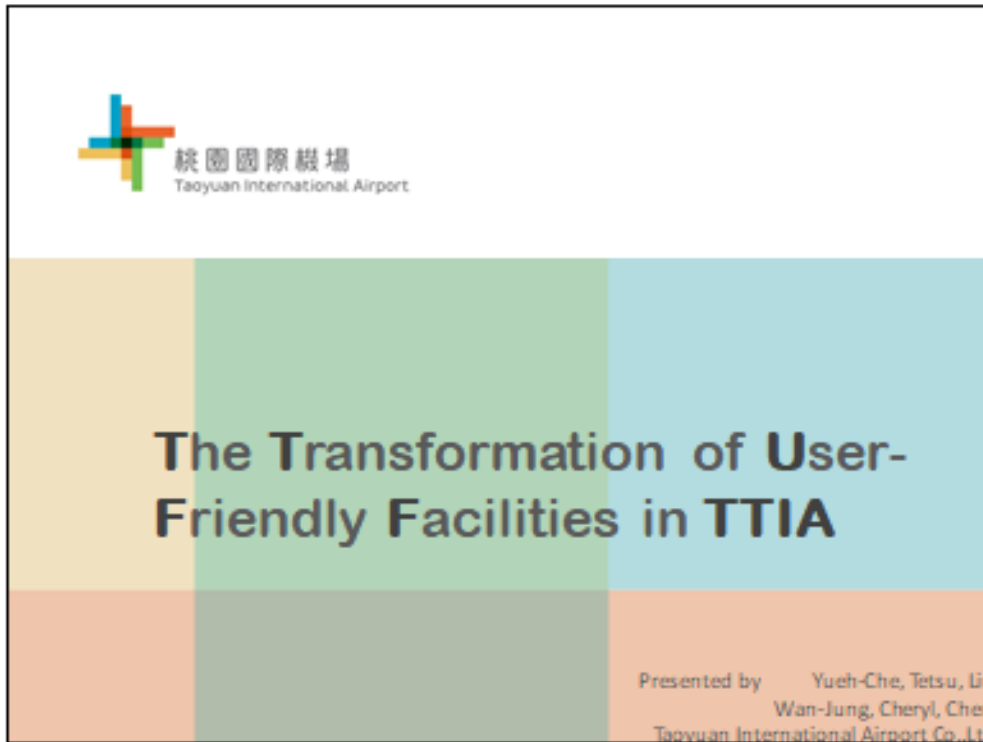 桃園國際機場
Taoyuan International Airport
The Transformation of User-
Friendly Facilities in TTIA
Presented by Yueh-Che, Tetsu,
Wan-Jung, Cheryl,
Taoyuan International Airport Co.,